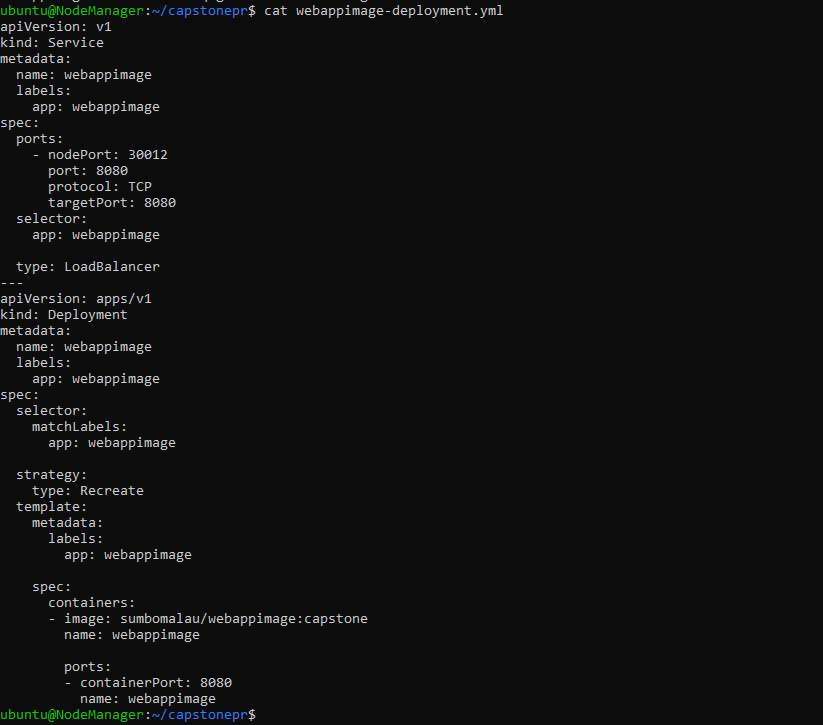 ubuntu@NodeManager:~/capstonepr$ cat webappimage-deployment.yml
apiVersion: v1
kind: Service
metadata:
  name: webappimage
  labels:
    app: webappimage
spec:
  ports:
    - nodePort: 30012
      port: 8080
      protocol: TCP
      targetPort: 8080
  selector:
    app: webappimage

  type: LoadBalancer
---
apiVersion: apps/v1
kind: Deployment
metadata:
  name: webappimage
  labels:
    app: webappimage
spec:
  selector:
    matchLabels:
      app: webappimage

  strategy:
    type: Recreate
  template:
    metadata:
      labels:
        app: webappimage

    spec:
      containers:
      - image: sumbomalau/webappimage:capstone
        name: webappimage

        ports:
        - containerPort: 8080
          name: webappimage
ubuntu@NodeManager:~/capstonepr$